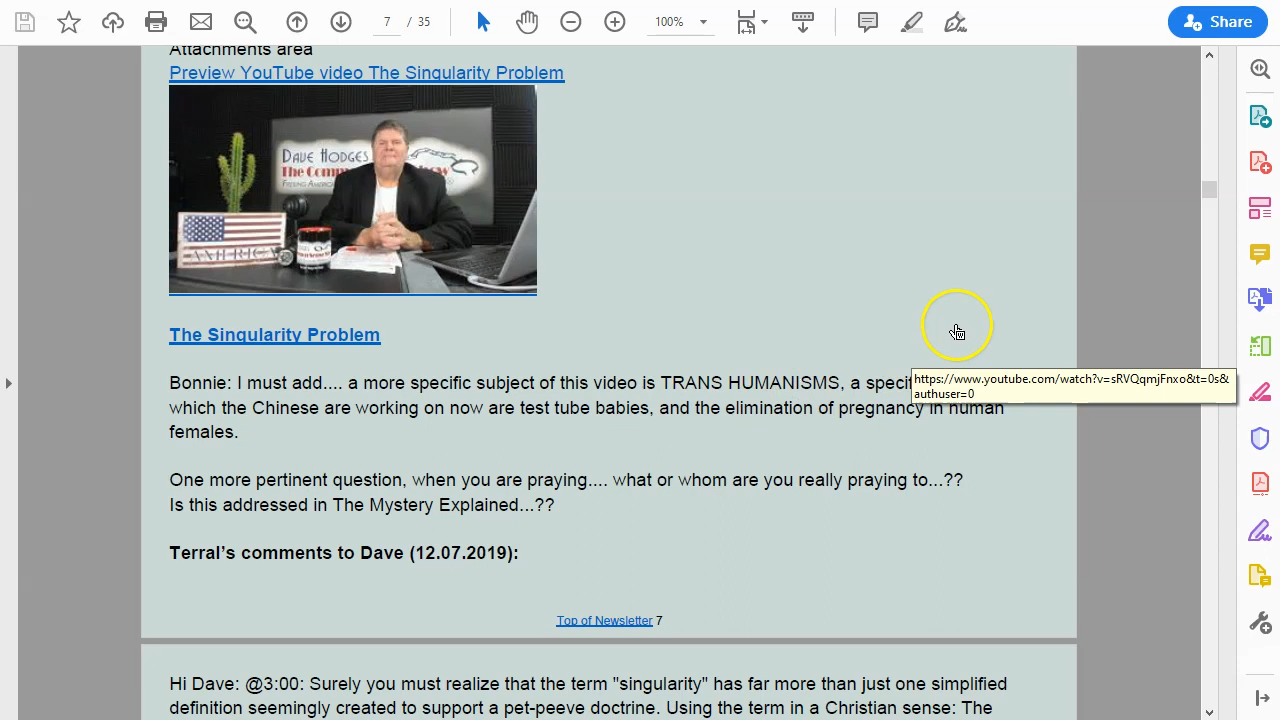 7 / 35
100%
Share
Attachments area
Preview YouTube video The Singularity Problem
DAVE HODGES
The Com
AMERICA
The Singularity Problem
Bonnie: I must add.... a more specific subject of this video is TRANS HUMANISMS, a
https://www.youtube.com/watch?v=sRVQqmjFnxo&t=0s&
authuser=0
which the Chinese are working on now are test tube babies, and the elimination of pregnancy in human
females.
One more pertinent question, when you are praying.... what or whom are you really praying to...??
Is this addressed in The Mystery Explained...??
Terral’s comments to Dave (12.07.2019):
Top of Newsletter 7
Hi Dave: @3:00: Surely you must realize that the term "singularity" has far more than just one simplified
definition seemingly created to support a pet-peeve doctrine. Using the term in a Christian sense: The